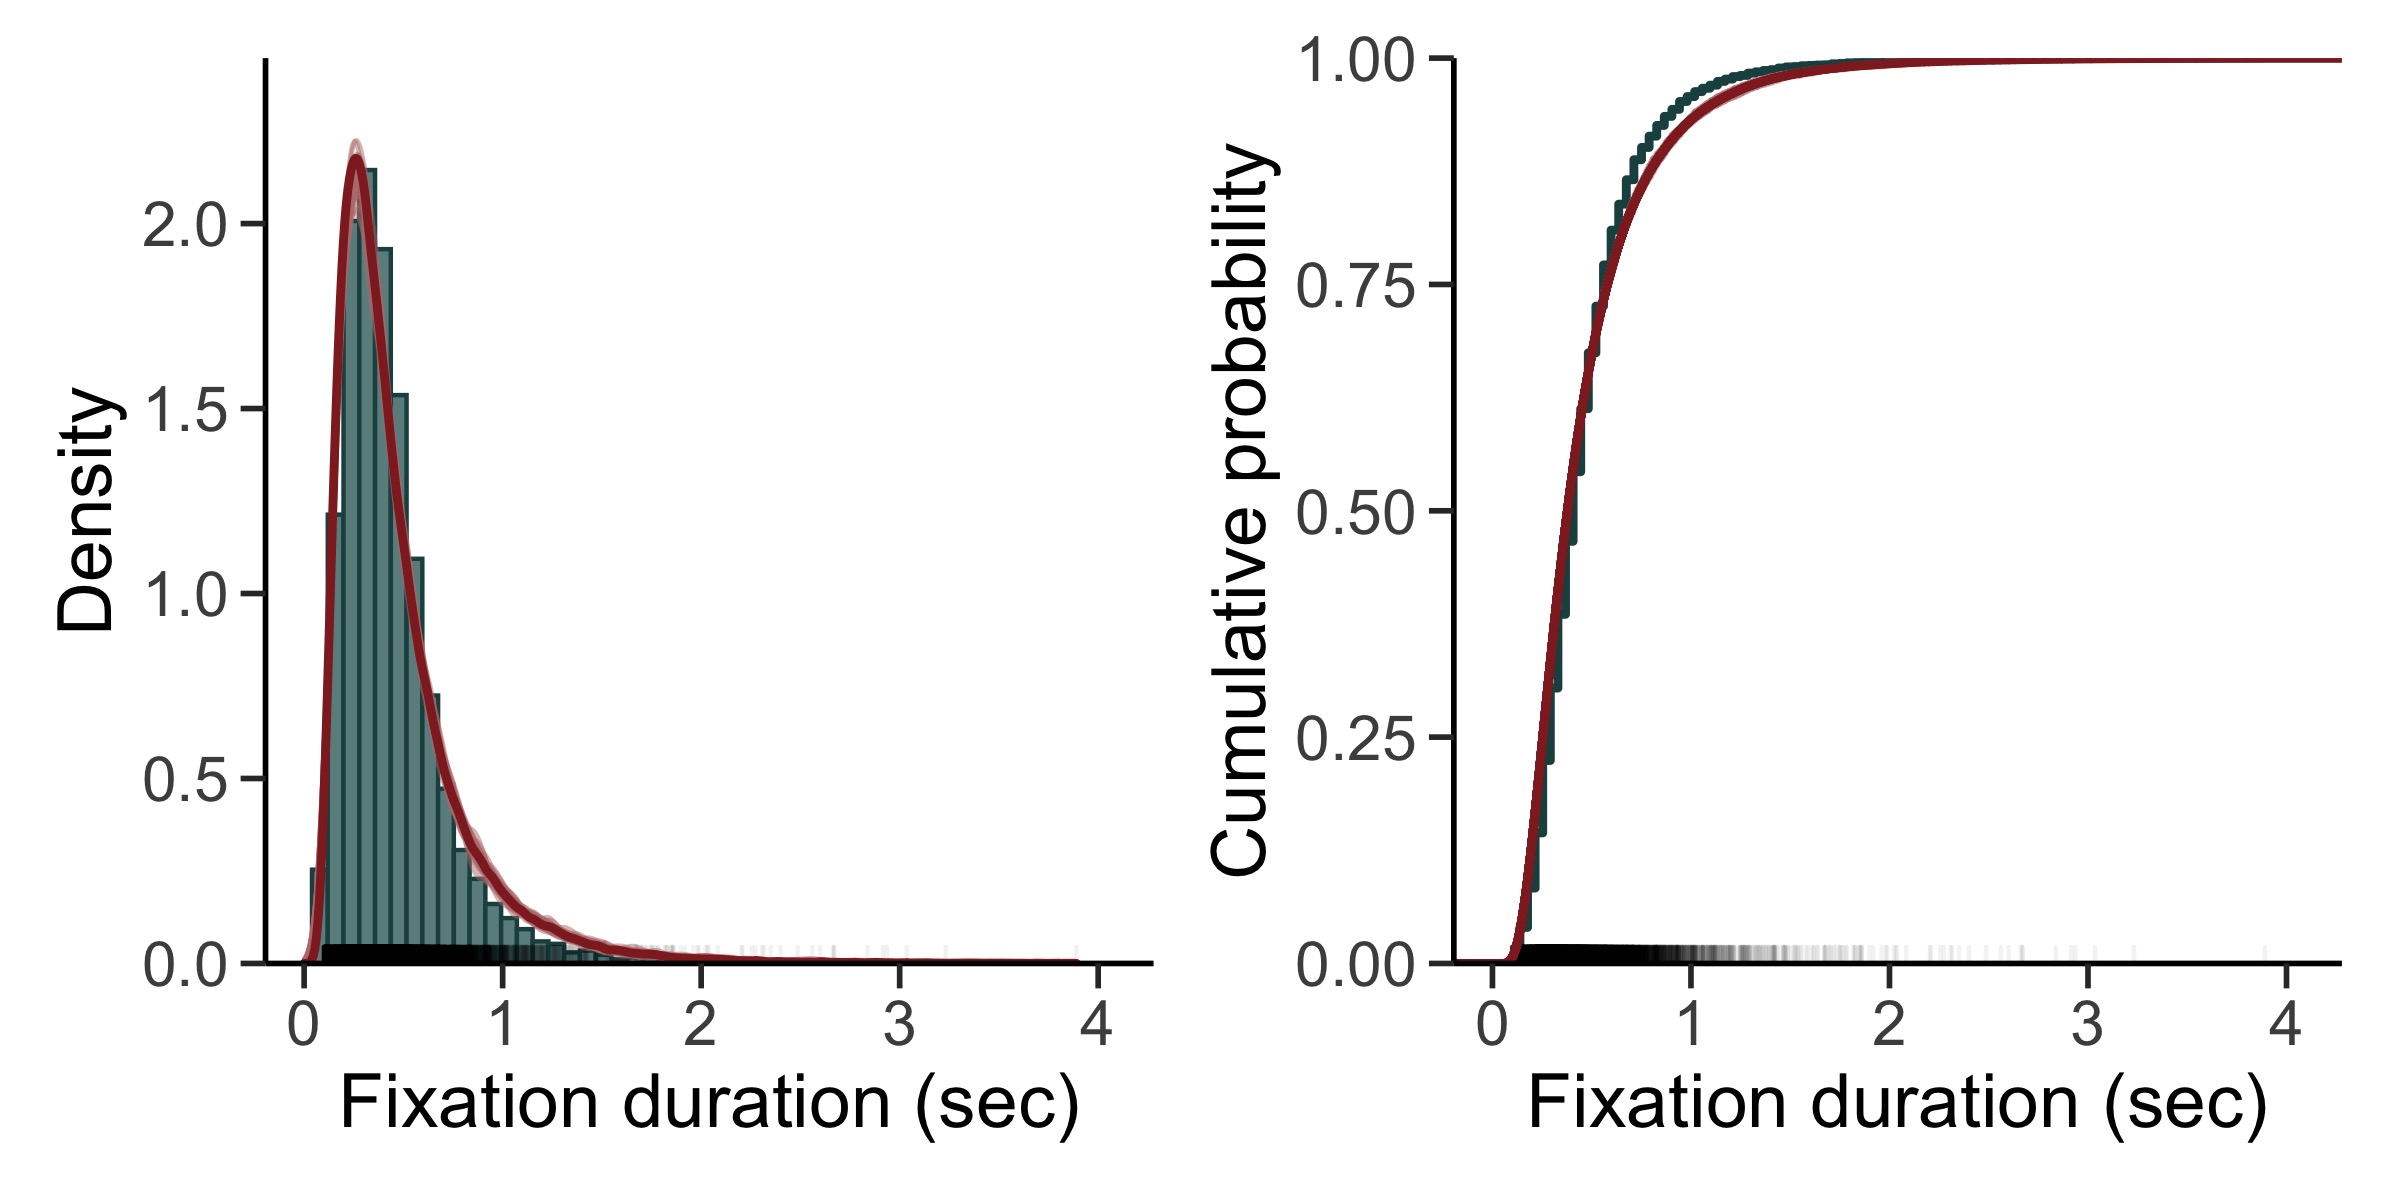 Density
2.0
1.5
1.0
0.5
0.0
0 1 2 3 4
Fixation duration (sec)
Cumulative probability
1.00
0.75
0.50
0.25
0.00
0 1 2 3 4
Fixation duration (sec)